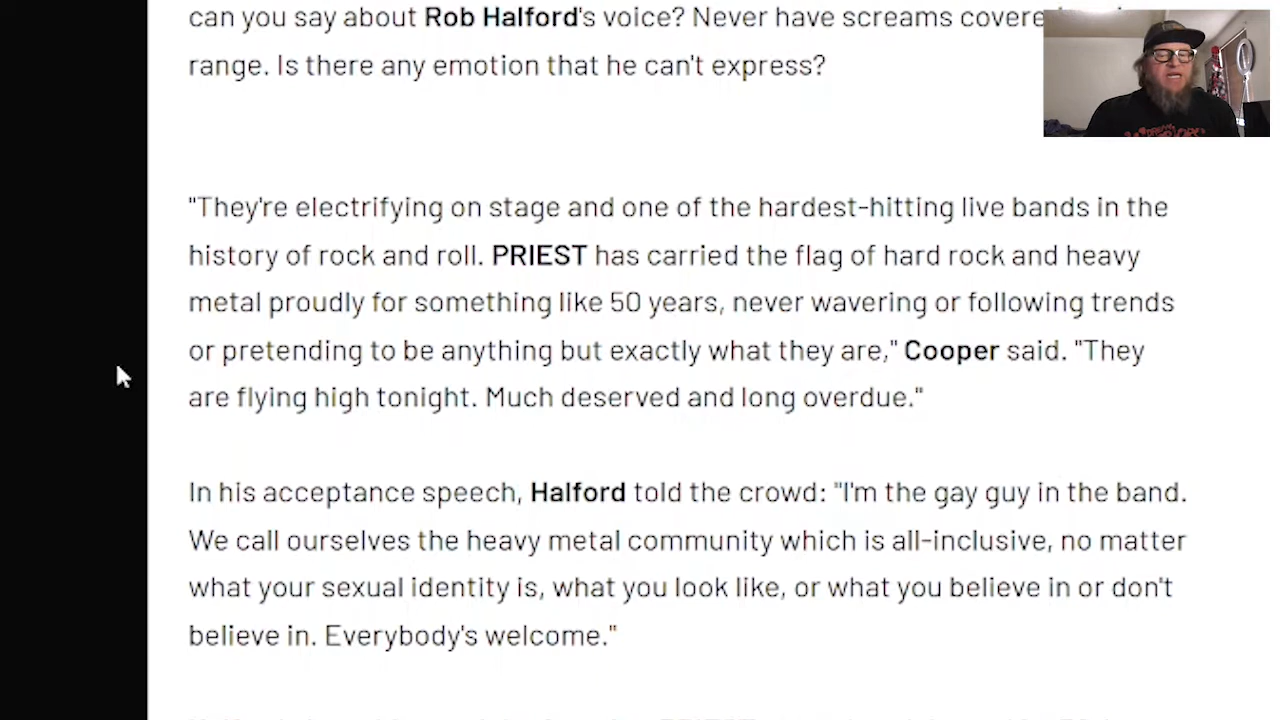 can you say about Rob Halford's voice? Never have screams covere
range. Is there any emotion that he can't express?
"They're electrifying on stage and one of the hardest-hitting live bands in the
history of rock and roll. PRIEST has carried the flag of hard rock and heavy
metal proudly for something like 50 years, never wavering or following trends
or pretending to be anything but exactly what they are," Cooper said. "They
are flying high tonight. Much deserved and long overdue."
In his acceptance speech, Halford told the crowd: "I'm the gay guy in the band.
We call ourselves the heavy metal community which is all-inclusive, no matter
what your sexual identity is, what you look like, or what you believe in or don't
believe in. Everybody's welcome."